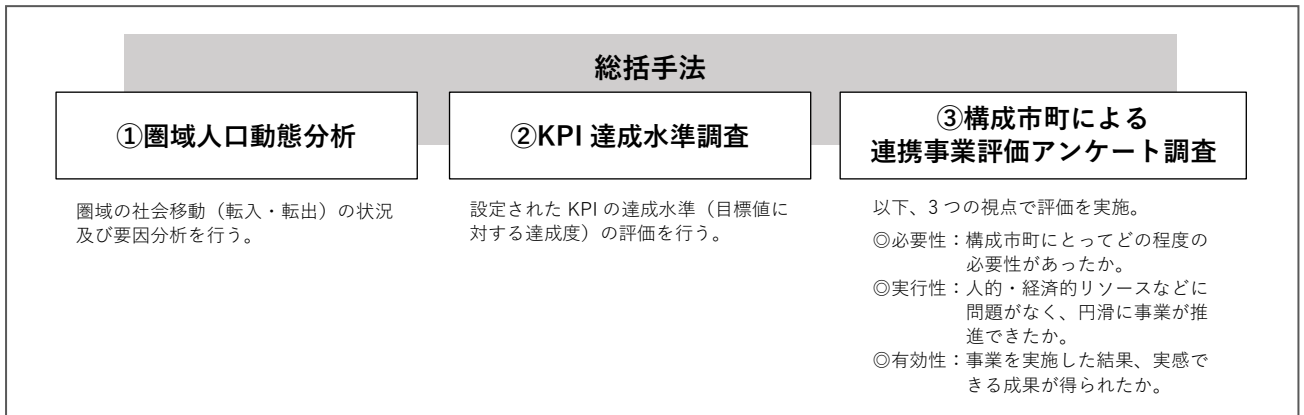 総括手法
①圏域人口動態分析
圏域の社会移動（転入・転出）の状況
及び要因分析を行う。
②KPI 達成水準調査
設定された KPI の達成水準（目標値に
対する達成度）の評価を行う。
③構成市町による
連携事業評価アンケート調査
以下、3 つの視点で評価を実施。
◎必要性：構成市町にとってどの程度の
必要性があったか。
◎実行性：人的・経済的リソースなどに
問題がなく、円滑に事業が推
進できたか。
◎有効性：事業を実施した結果、実感で
きる成果が得られたか。